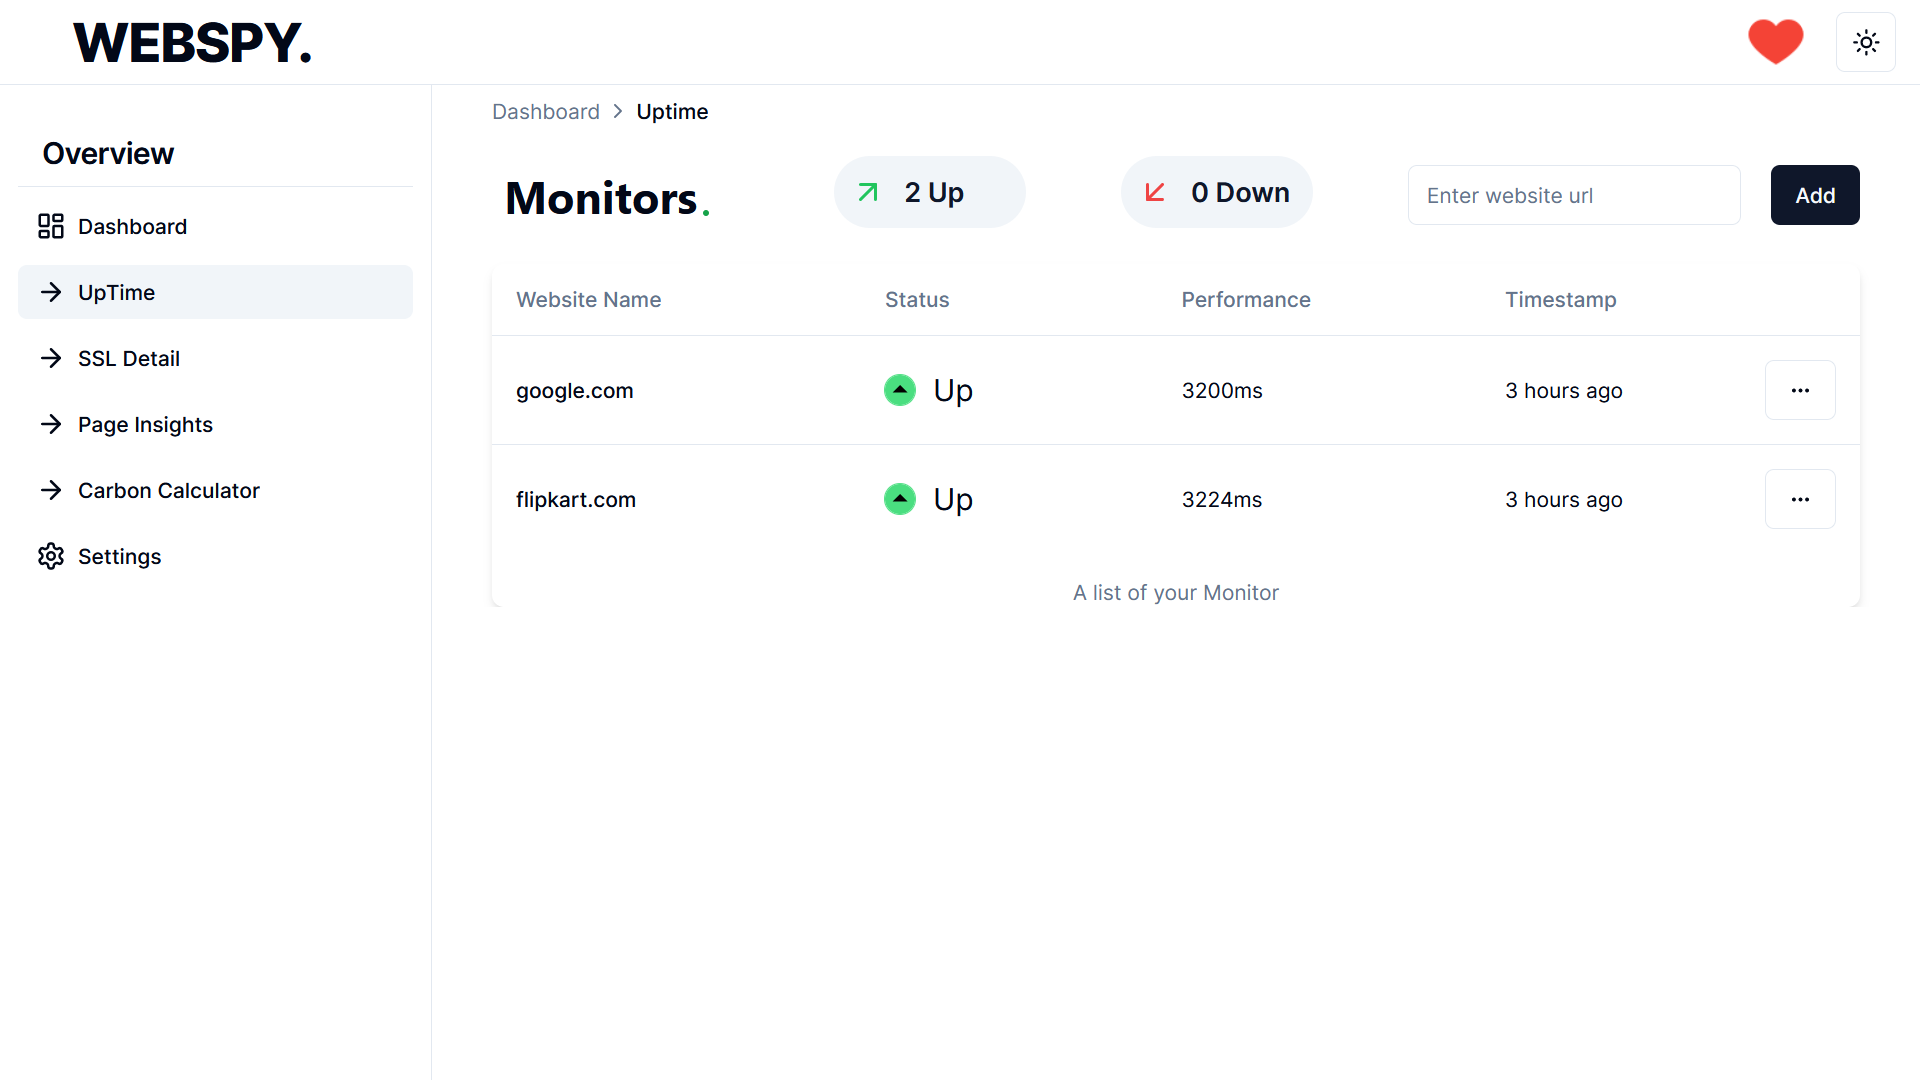 WEBSPY.
Dashboard
Uptime
Overview
Monitors.
2 Up
0 Down
Enter website url
Add
Dashboard
UpTime
SSL Detail
Page Insights
Carbon Calculator
Settings
Website Name Status Performance Timestamp
google.com Up 3200ms 3 hours ago
flipkart.com Up 3224ms 3 hours ago
A list of your Monitor